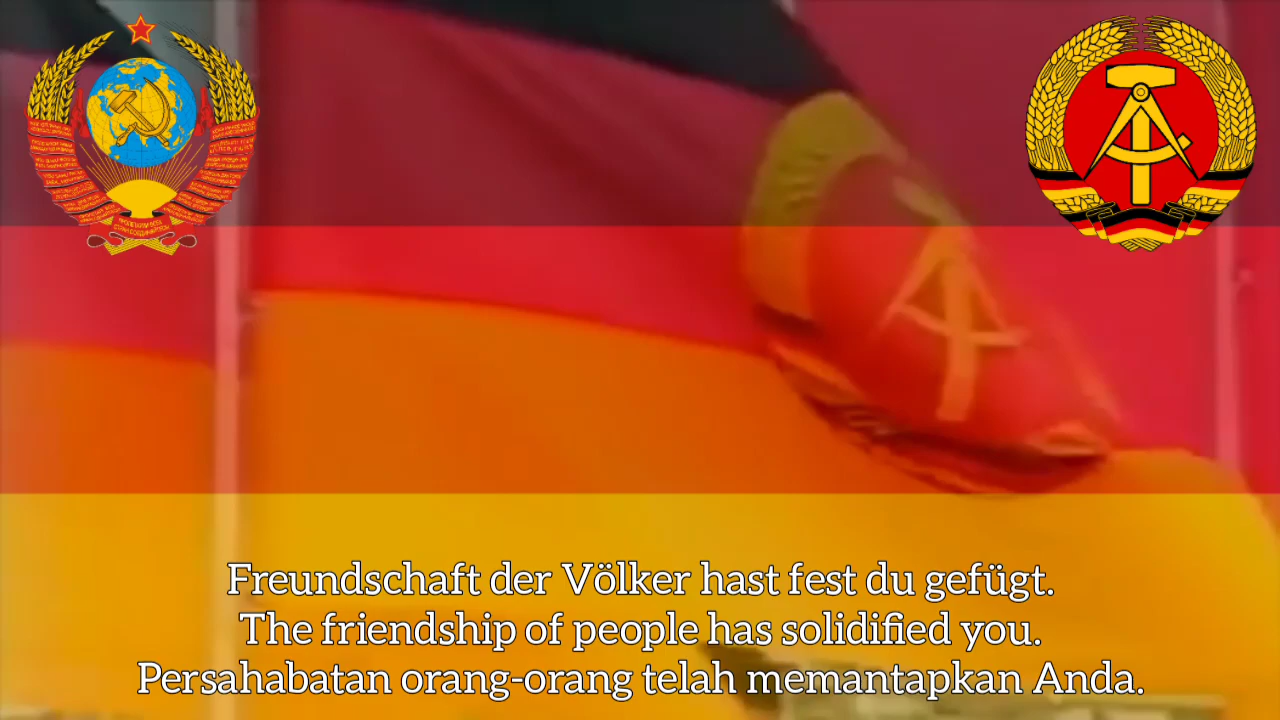 Freundschaft der Völker hast fest du gefügt.
The friendship of people has solidified you.
Persahabatan orang-orang telah memantapkan Anda.